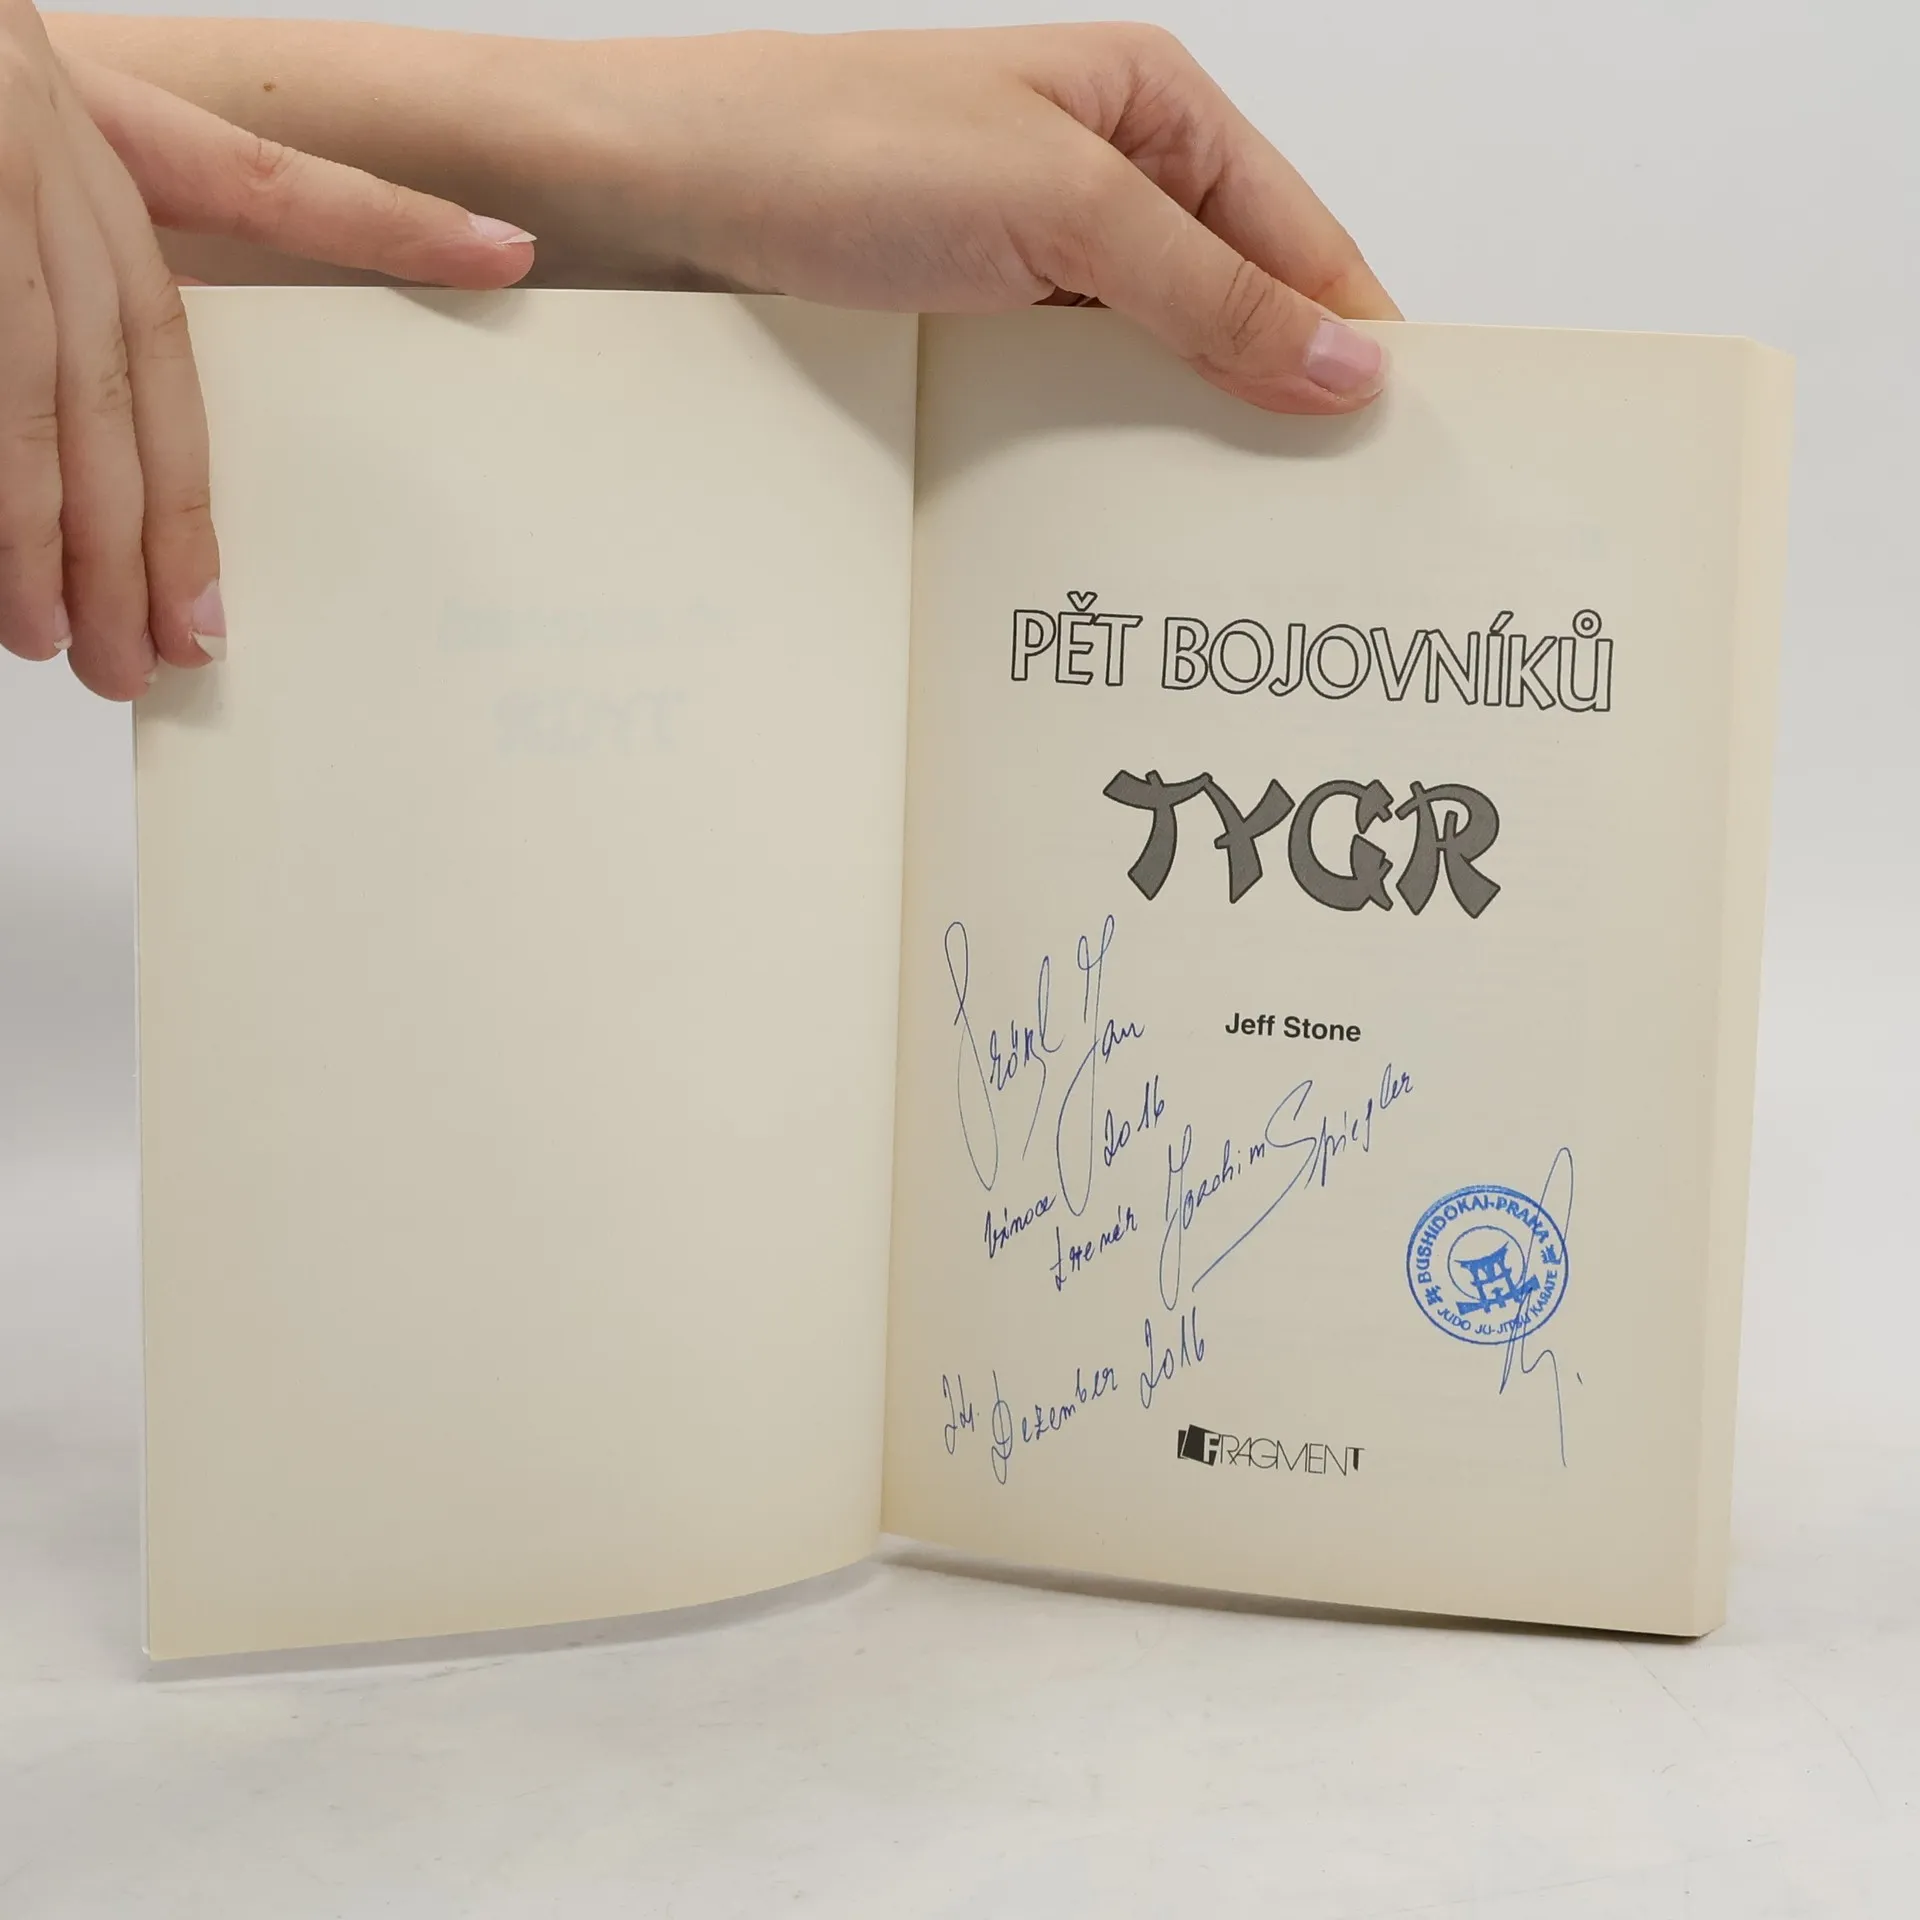 PĚT BOJOVNÍKŮ
TYGR
Jeff Stone
Jan
2016
Vánoce
trenér Joachim Spiegler
BUSHIDOKAI-PRAHA
JUDO JU-JITSU KARATE
24. Dezember 2016
FRAGMENT